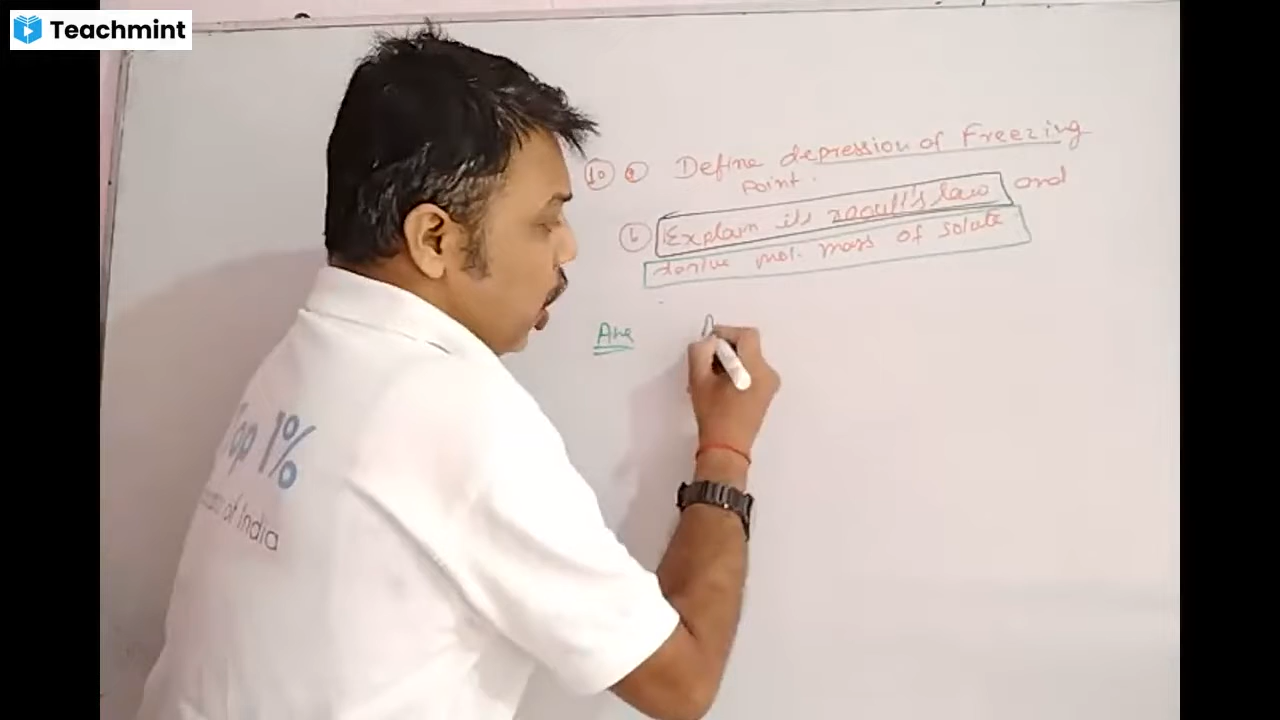 Teachmint
10 a Define depression of Freezing
Point.
b Explain its raoult's law and
derive mol. mass of solute
Ans
Top 1%
of India